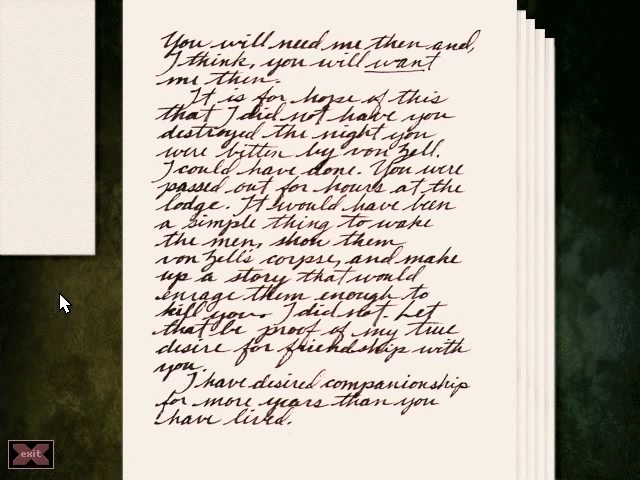 You will need me then and,
I think, you will want
me then.
It is for hope of this
that I did not have you
destroyed the night you
were bitten by von Zell.
I could have done. You were
passed out for hours at the
lodge. It would have been
a simple thing to wake
the men, show them
von Zell's corpse, and make
up a story that would
enrage them enough to
kill you. I did not. Let
that be proof of my true
desire for friendship with
you.
I have desired companionship
for more years than you
have lived.
exit